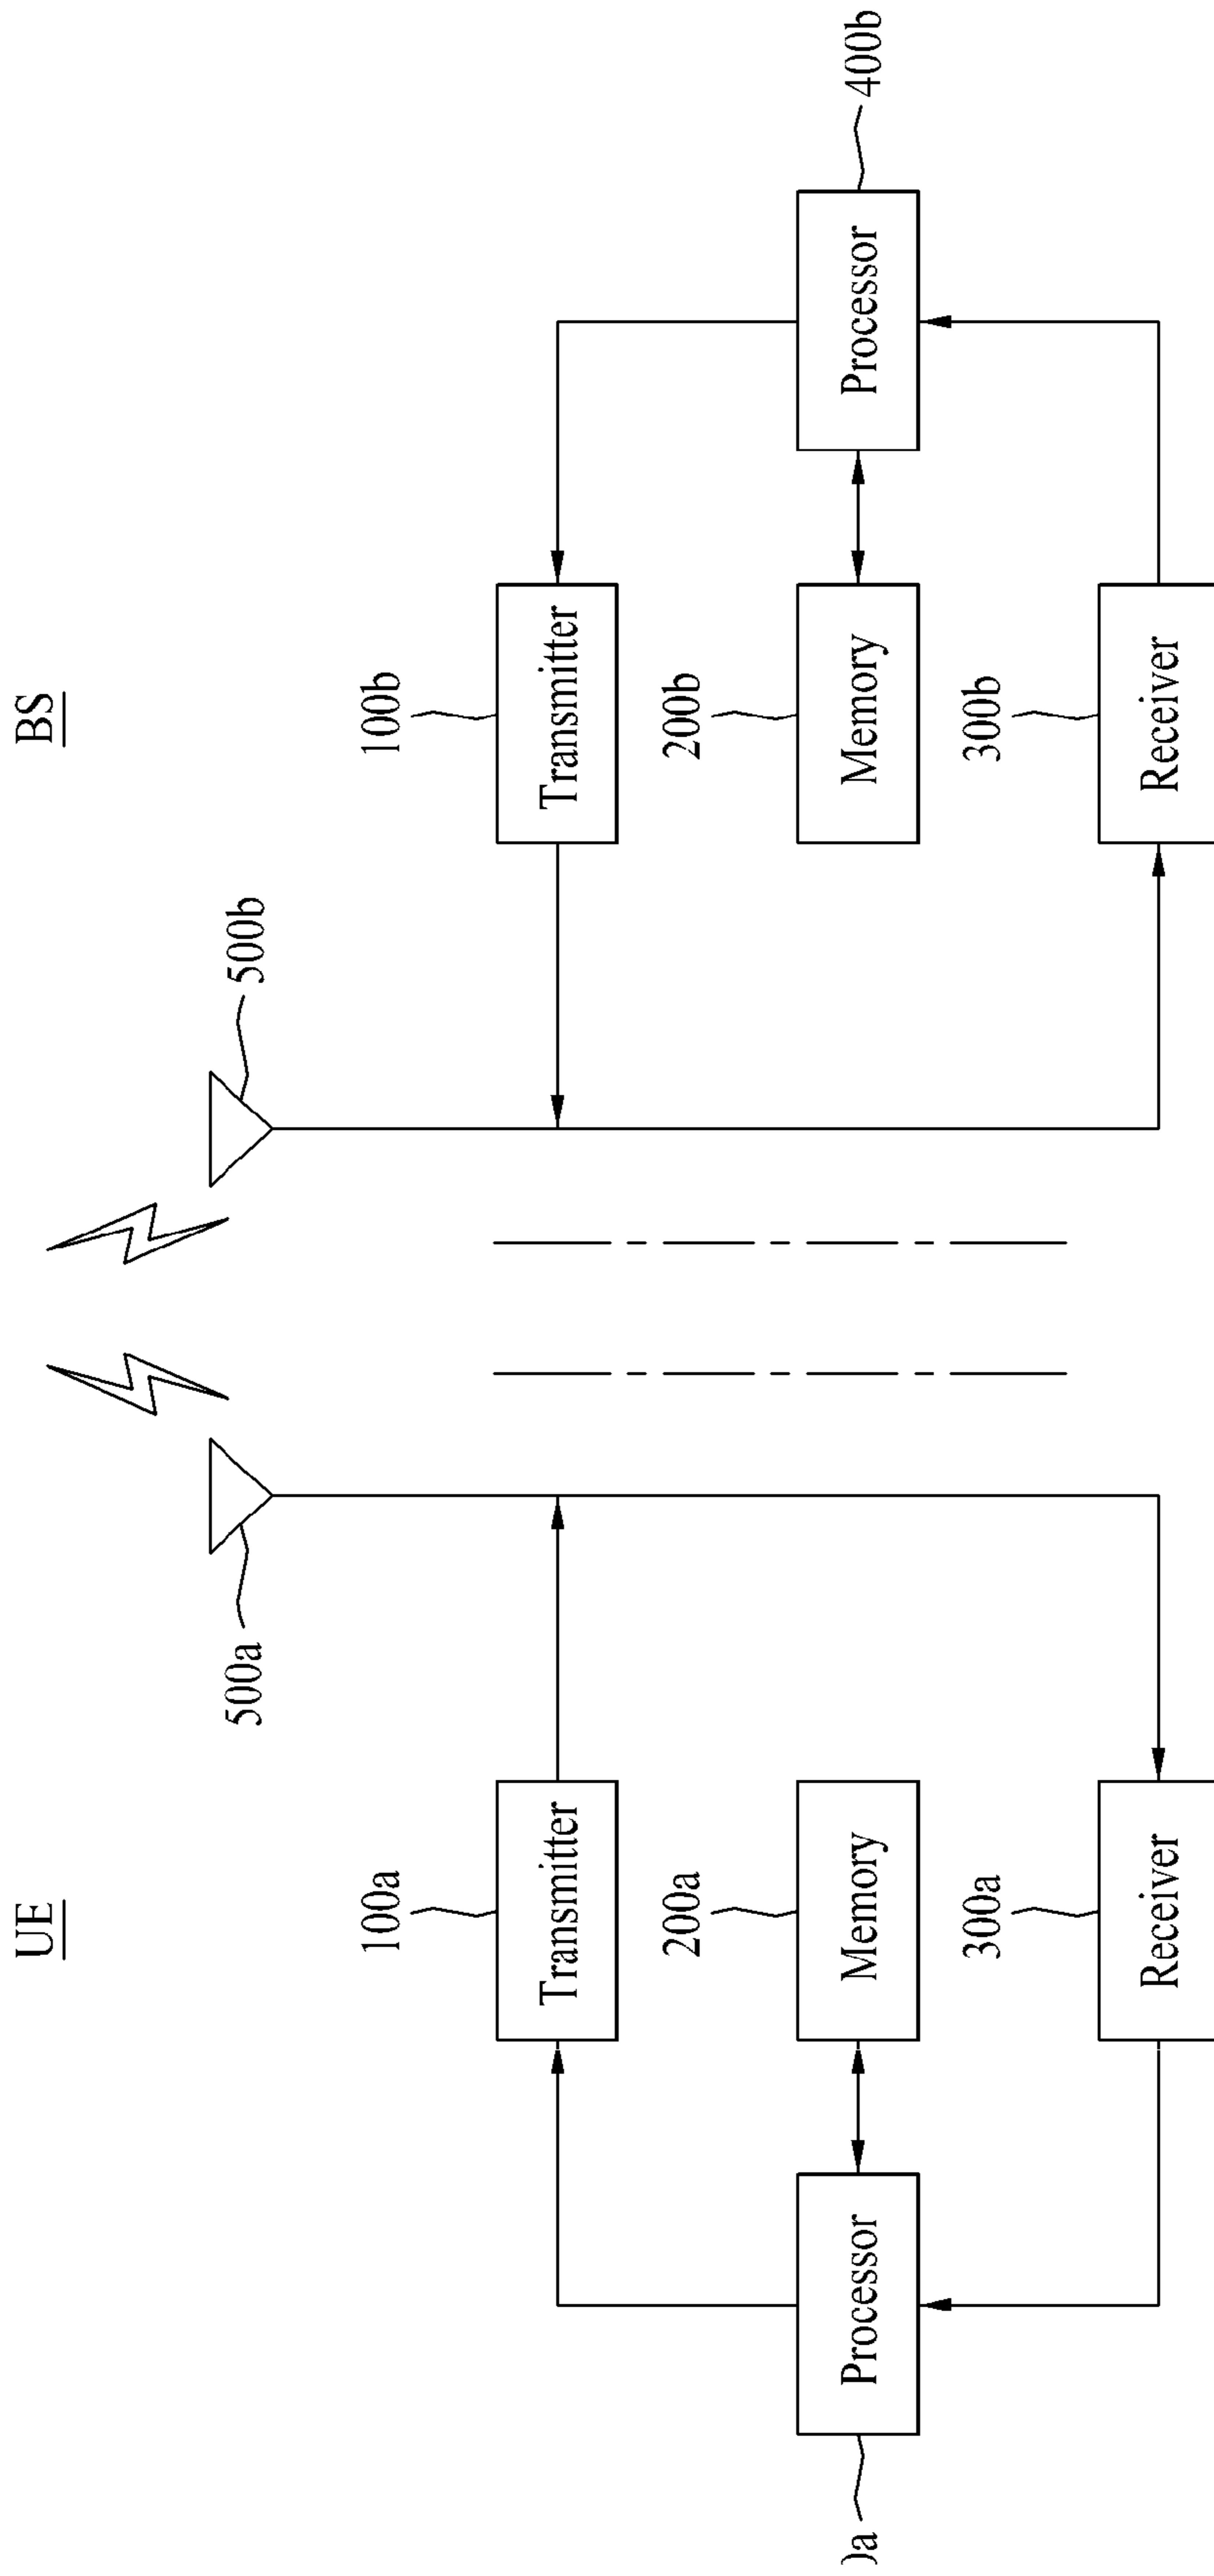 UE
BS
500a
500b
100a
Transmitter
100b
Transmitter
Processor
200a
Memory
200b
Memory
Processor
400b
300a
Receiver
300b
Receiver